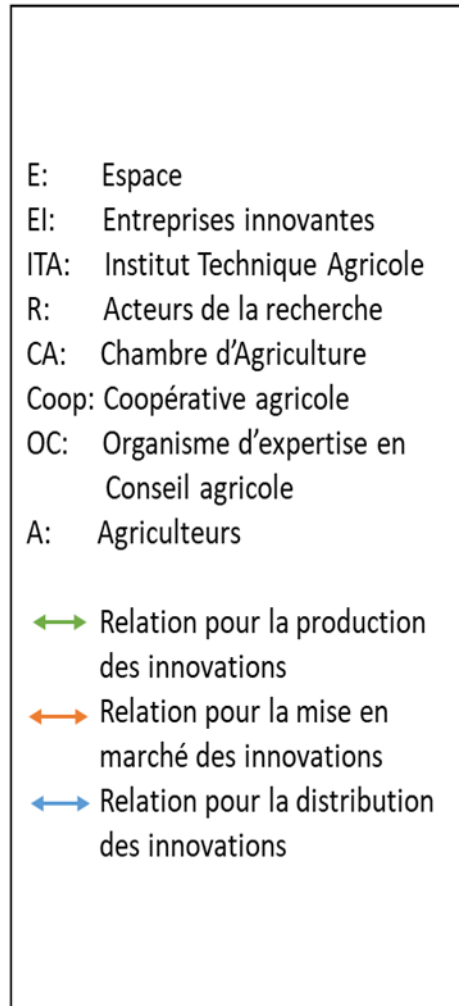 E: Espace
EI: Entreprises innovantes
ITA: Institut Technique Agricole
R: Acteurs de la recherche
CA: Chambre d'Agriculture
Coop: Coopérative agricole
OC: Organisme d'expertise en
Conseil agricole
A: Agriculteurs
Relation pour la production
des innovations
Relation pour la mise en
marché des innovations
Relation pour la distribution
des innovations